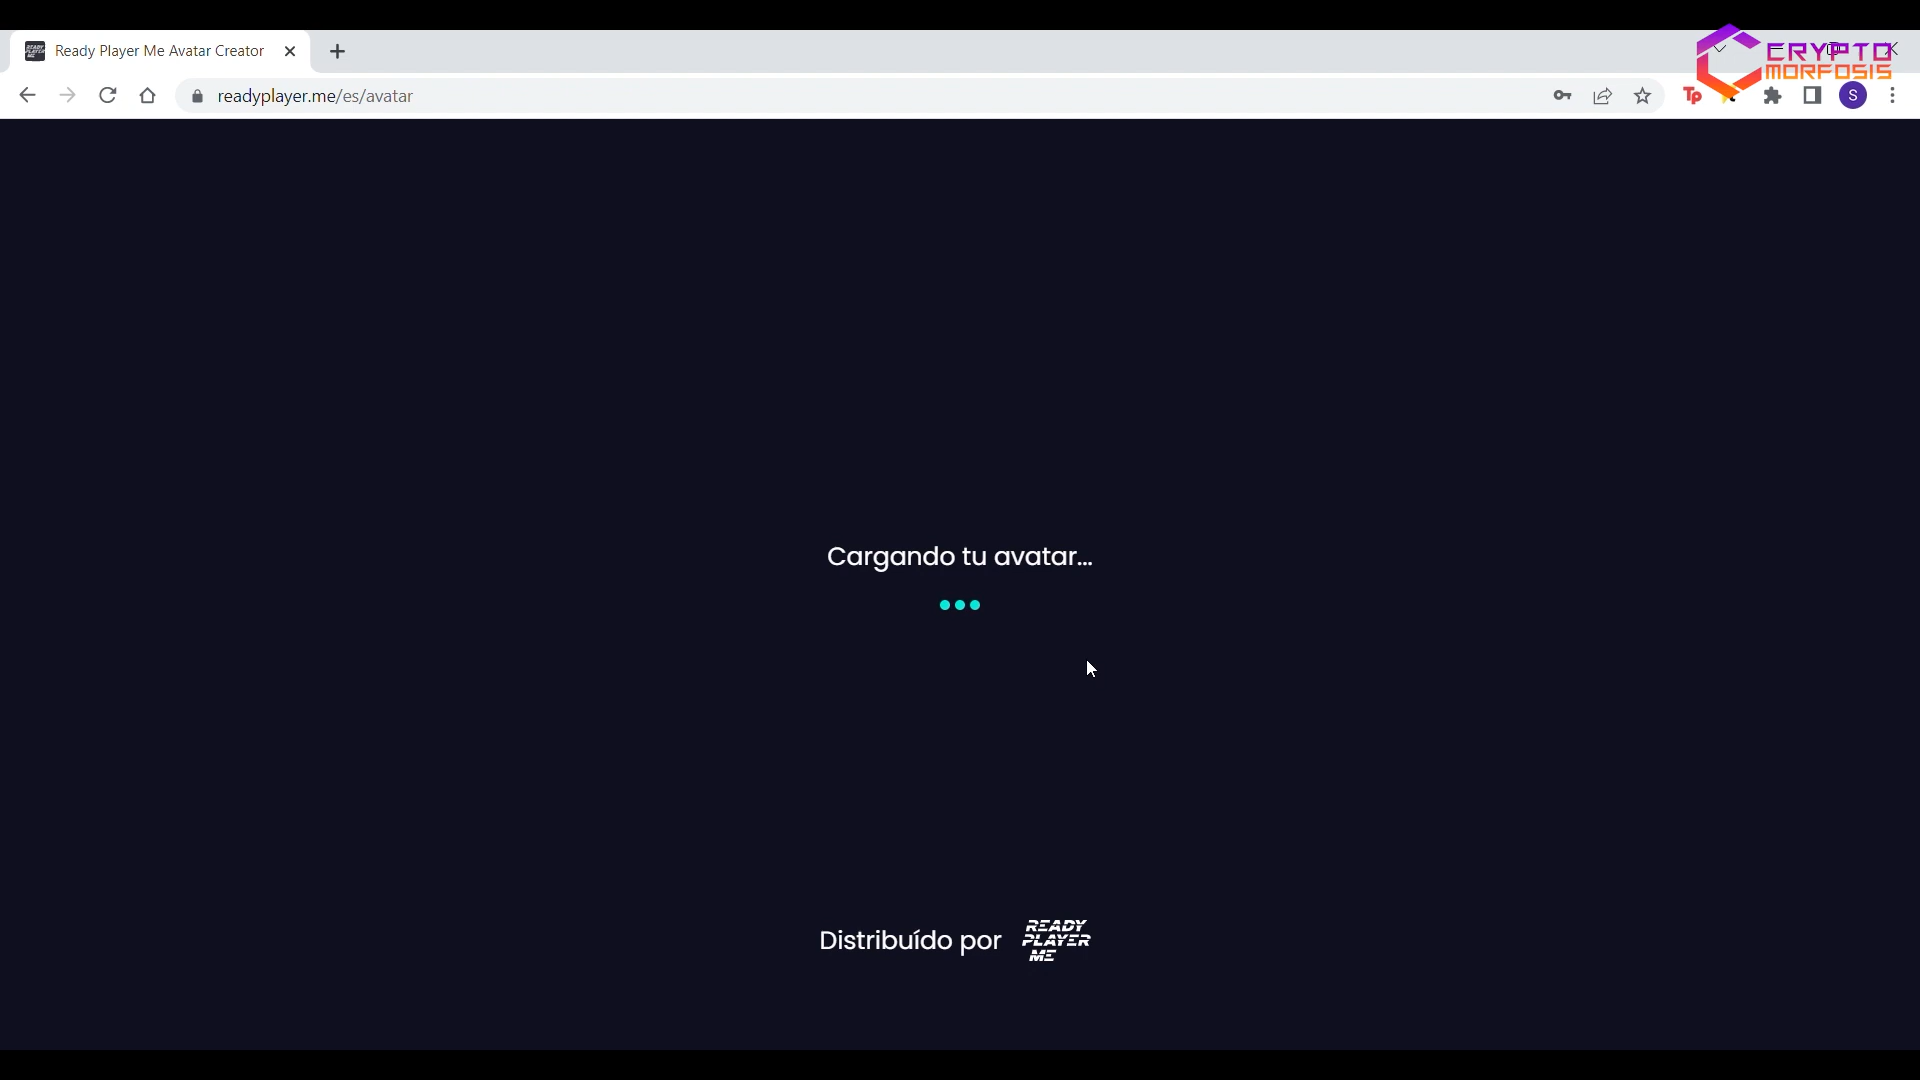 Ready Player Me Avatar Creator
CRYPTO
MORFOSIS
readyplayer.me/es/avatar
Tp
S
Cargando tu avatar...
Distribuído por
READY
PLAYER
ME